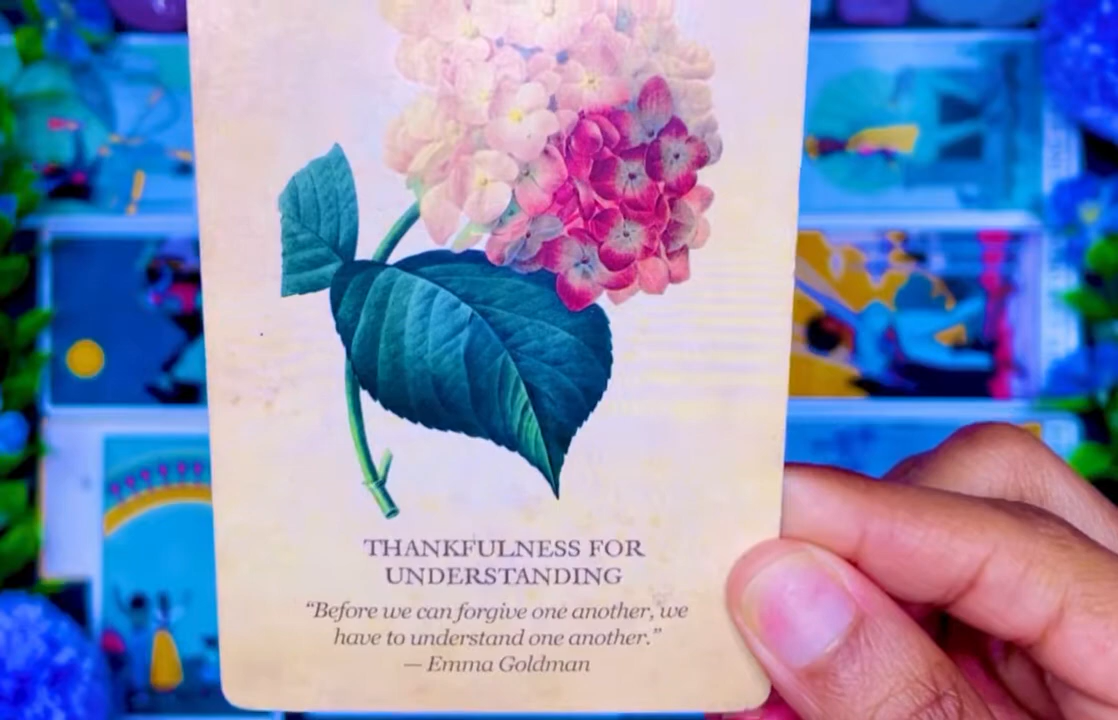 THANKFULNESS FOR
UNDERSTANDING
“Before we can forgive one another, we
have to understand one another.”
— Emma Goldman